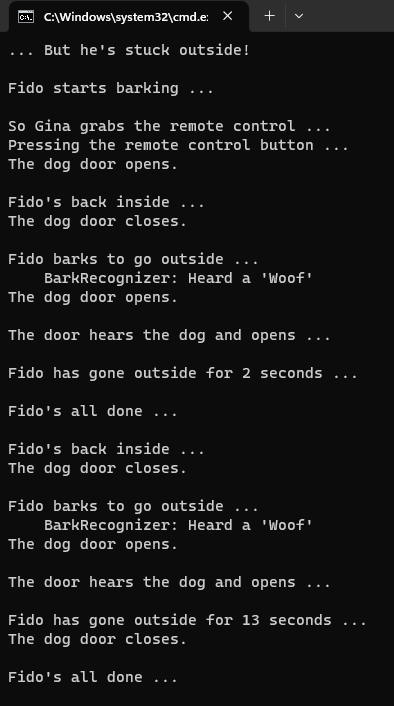 C:\Windows\system32\cmd.e
... But he's stuck outside!
Fido starts barking ...
So Gina grabs the remote control ...
Pressing the remote control button ...
The dog door opens.
Fido's back inside ...
The dog door closes.
Fido barks to go outside ...
BarkRecognizer: Heard a 'Woof'
The dog door opens.
The door hears the dog and opens ...
Fido has gone outside for 2 seconds ...
Fido's all done ...
Fido's back inside ...
The dog door closes.
Fido barks to go outside ...
BarkRecognizer: Heard a 'Woof'
The dog door opens.
The door hears the dog and opens ...
Fido has gone outside for 13 seconds ...
The dog door closes.
Fido's all done ...